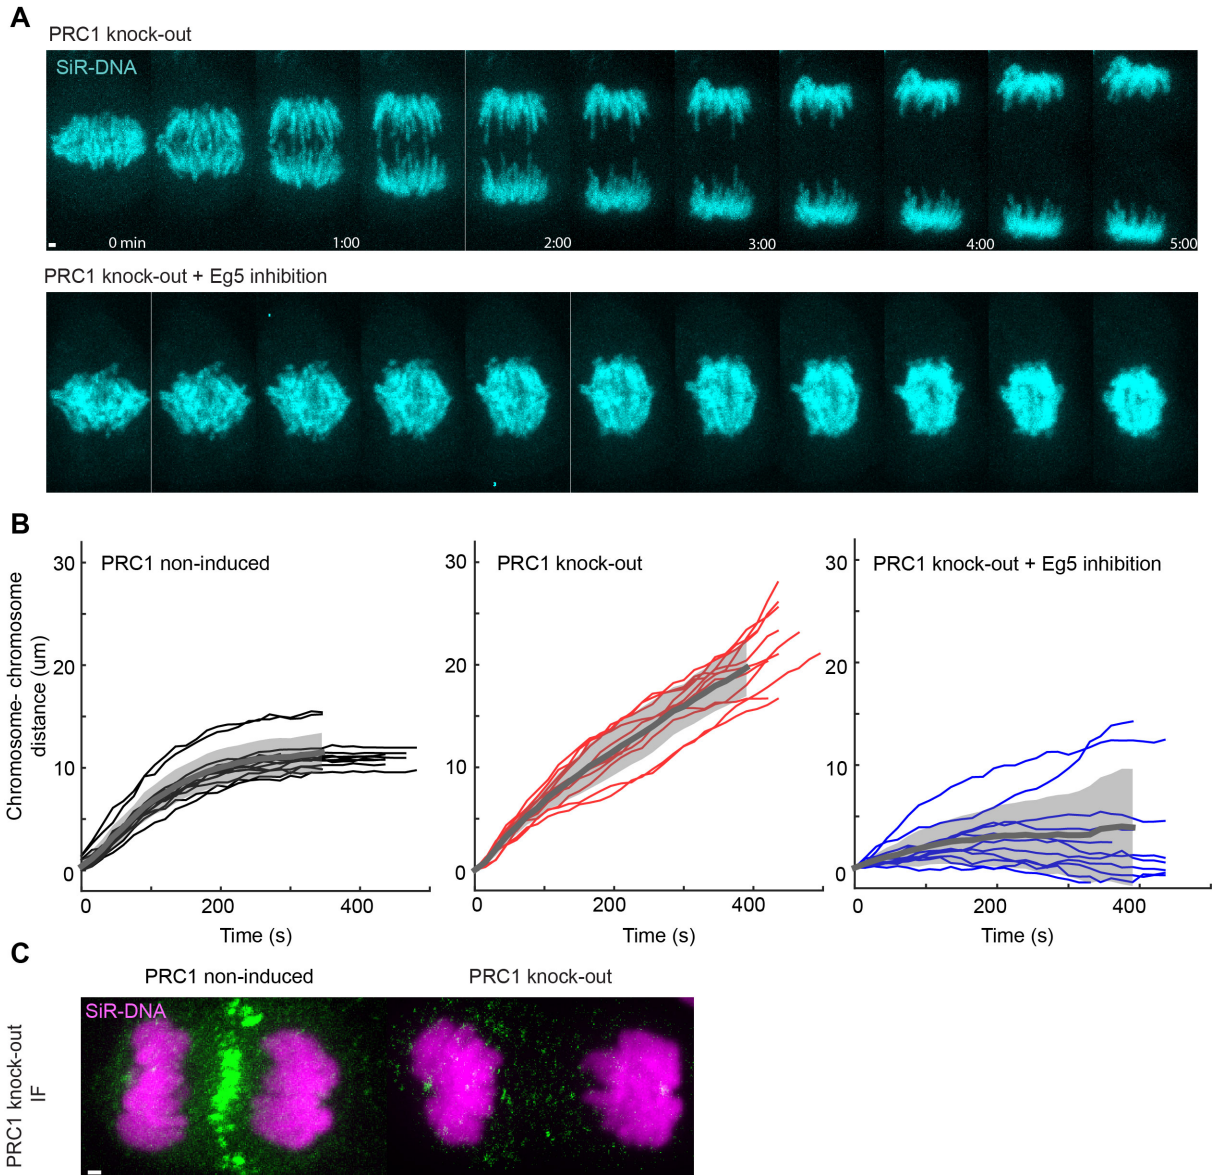 A
PRC1 knock-out
SiR-DNA
0 min 1:00 2:00 3:00 4:00 5:00
PRC1 knock-out + Eg5 inhibition
B
Chromosome- chromosome
distance (um)
30
20
10
0
PRC1 non-induced
0 200 400
Time (s)
30
20
10
0
PRC1 knock-out
0 200 400
Time (s)
30
20
10
0
PRC1 knock-out + Eg5 inhibition
0 200 400
Time (s)
C
PRC1 non-induced
PRC1 knock-out
SiR-DNA
PRC1 knock-out
IF